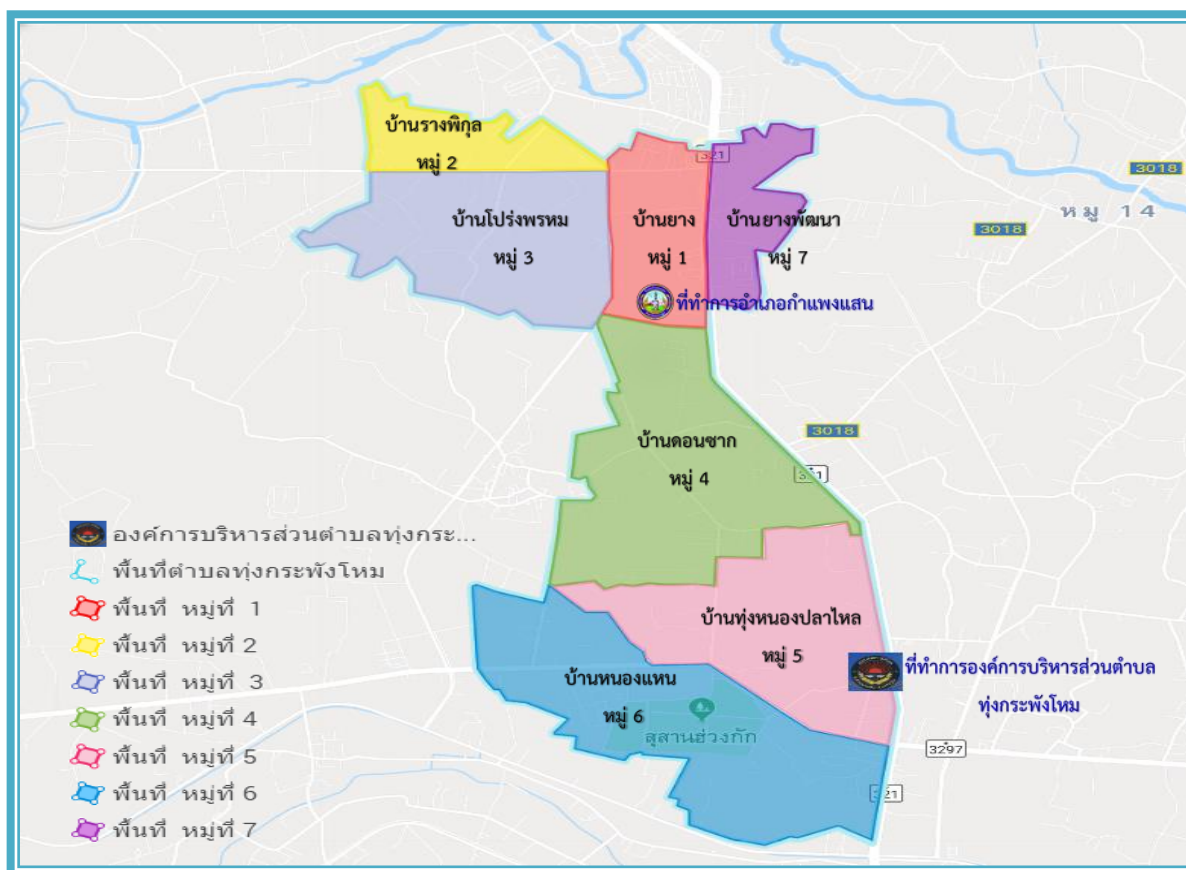 บ้านรางพิกุล
หมู่ 2
321
3018
หมู่ 14
3018
บ้านโป่รงพรหม
หมู่ 3
บ้านยาง
หมู่ 1
บ้านยางพัฒนา
หมู่ 7
ที่ทำการอำเภอกำแพงแสน
3018
บ้านดอนซาก
หมู่ 4
321
องค์การบริหารส่วนตำบลทุ่งกระ...
พื้นที่ตำบลทุ่งกระพังโหม
พื้นที่ หมู่ที่ 1
พื้นที่ หมู่ที่ 2
พื้นที่ หมู่ที่ 3
พื้นที่ หมู่ที่ 4
พื้นที่ หมู่ที่ 5
พื้นที่ หมู่ที่ 6
พื้นที่ หมู่ที่ 7
บ้านทุ่งหนองปลาไหล
หมู่ 5
ที่ทำการองค์การบริหารส่วนตำบล
ทุ่งกระพังโหม
บ้านหนองแหน
หมู่ 6
สุสานฮ่วงกัก
3297
321